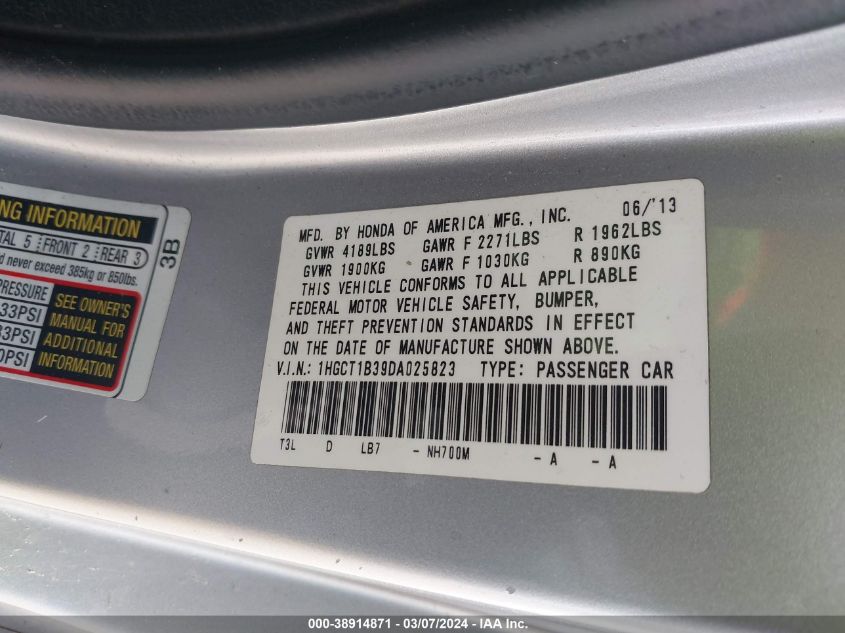 NG INFORMATION
TAL 5 FRONT 2 REAR 3
d never exceed 385kg or 850lbs.
PRESSURE
33PSI
33PSI
0PSI
SEE OWNER'S
MANUAL FOR
ADDITIONAL
INFORMATION
3B
MFD. BY HONDA OF AMERICA MFG., INC. 06/'13
GVWR 4189LBS GAWR F 2271LBS R 1962LBS
GVWR 1900KG GAWR F 1030KG R 890KG
THIS VEHICLE CONFORMS TO ALL APPLICABLE
FEDERAL MOTOR VEHICLE SAFETY, BUMPER,
AND THEFT PREVENTION STANDARDS IN EFFECT
ON THE DATE OF MANUFACTURE SHOWN ABOVE.
V.I.N.: 1HGCT1B39DA025823 TYPE: PASSENGER CAR
T3L D LB7 - NH700M - A - A
000-38914871 - 03/07/2024 - IAA Inc.